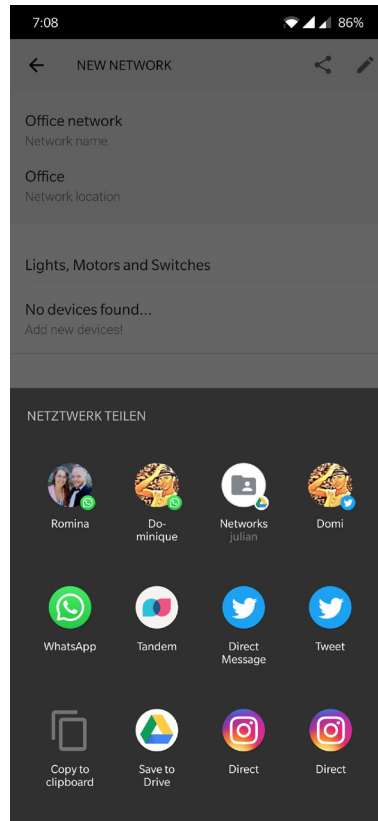 7:08 86%
NEW NETWORK
Office network
Network name
Office
Network location
Lights, Motors and Switches
No devices found...
Add new devices!
NETZTWERK TEILEN
Romina
Do-
minique
Networks
julian
Domi
WhatsApp
Tandem
Direct
Message
Tweet
Copy to
clipboard
Save to
Drive
Direct
Direct